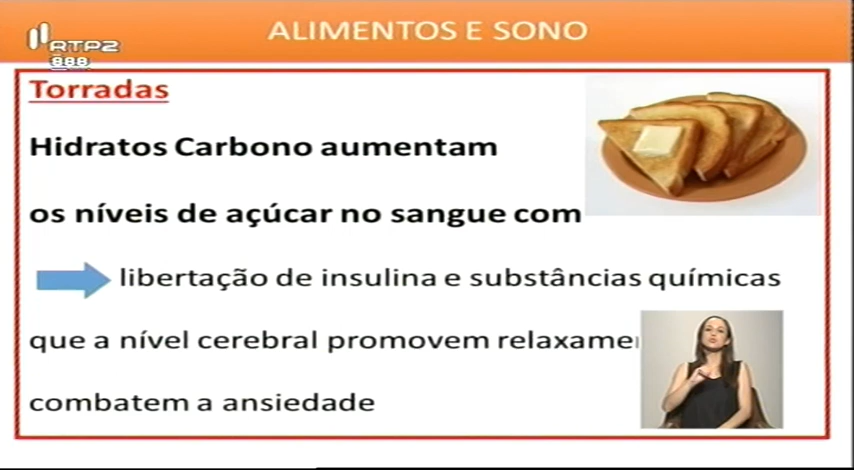 ALIMENTOS E SONO
RTP2
888
Torradas
Hidratos Carbono aumentam
os níveis de açúcar no sangue com
libertação de insulina e substâncias químicas
que a nível cerebral promovem
combatem a ansiedade